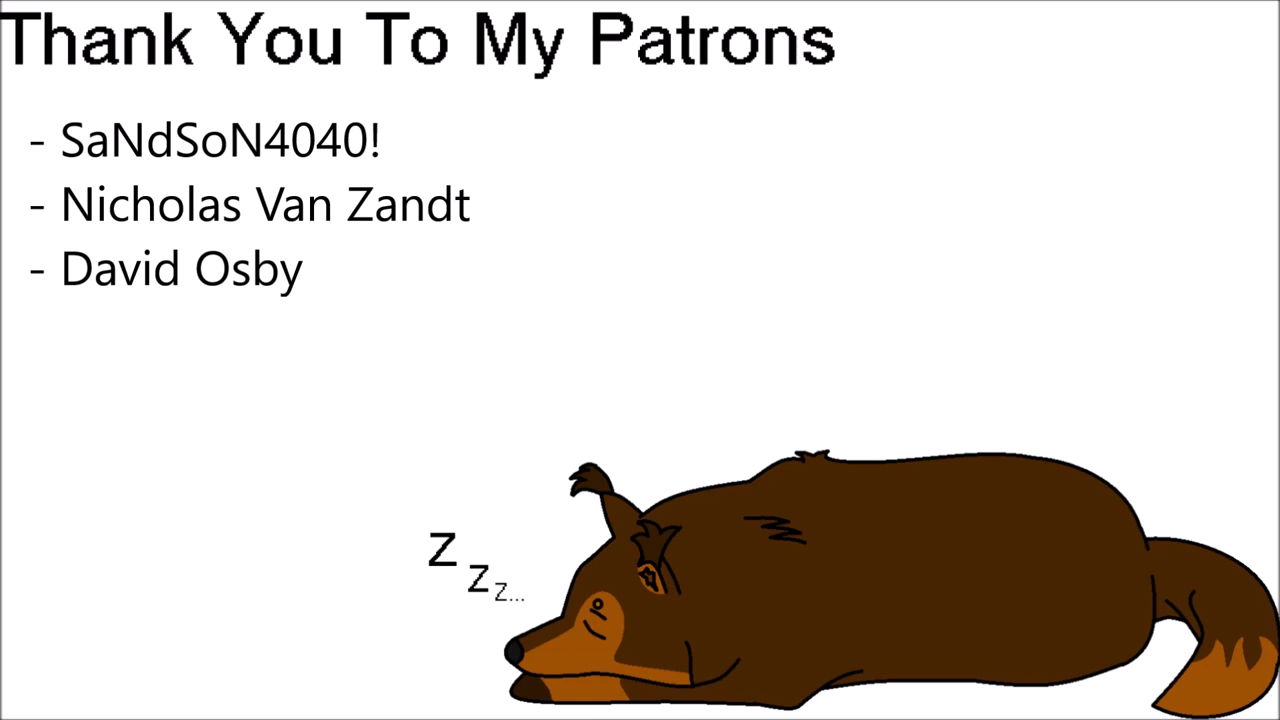 Thank You To My Patrons
- SaNdSoN4040!
- Nicholas Van Zandt
- David Osby
Z
Z
Z...